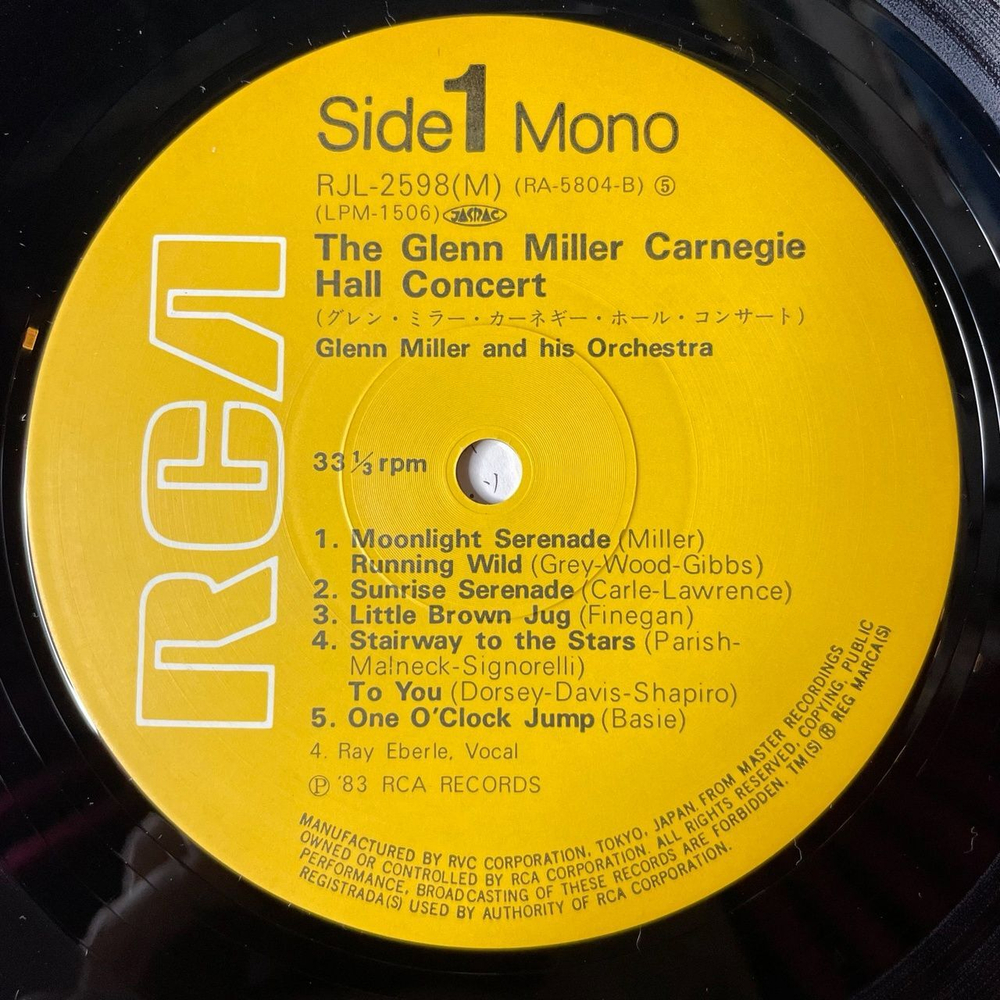 Side 1 Mono
RJL-2598(M) (RA-5804-B) ⑤
(LPM-1506) JASRAC
The Glenn Miller Carnegie
Hall Concert
(グレン・ミラー・カーネギー・ホール・コンサート)
Glenn Miller and his Orchestra
RCA
33 1/3 rpm
1. Moonlight Serenade (Miller)
Running Wild (Grey-Wood-Gibbs)
2. Sunrise Serenade (Carle-Lawrence)
3. Little Brown Jug (Finegan)
4. Stairway to the Stars (Parish-
Malneck-Signorelli)
To You (Dorsey-Davis-Shapiro)
5. One O'Clock Jump (Basie)
4. Ray Eberle, Vocal
Ⓟ '83 RCA RECORDS
MANUFACTURED BY RVC CORPORATION, TOKYO, JAPAN. FROM MASTER RECORDINGS
OWNED OR CONTROLLED BY RCA CORPORATION. ALL RIGHTS RESERVED, COPYING, PUBLIC
PERFORMANCE, BROADCASTING OF THESE RECORDS ARE FORBIDDEN. TM(S) ® REG MARCA(S)
REGISTRADA(S) USED BY AUTHORITY OF RCA CORPORATION.